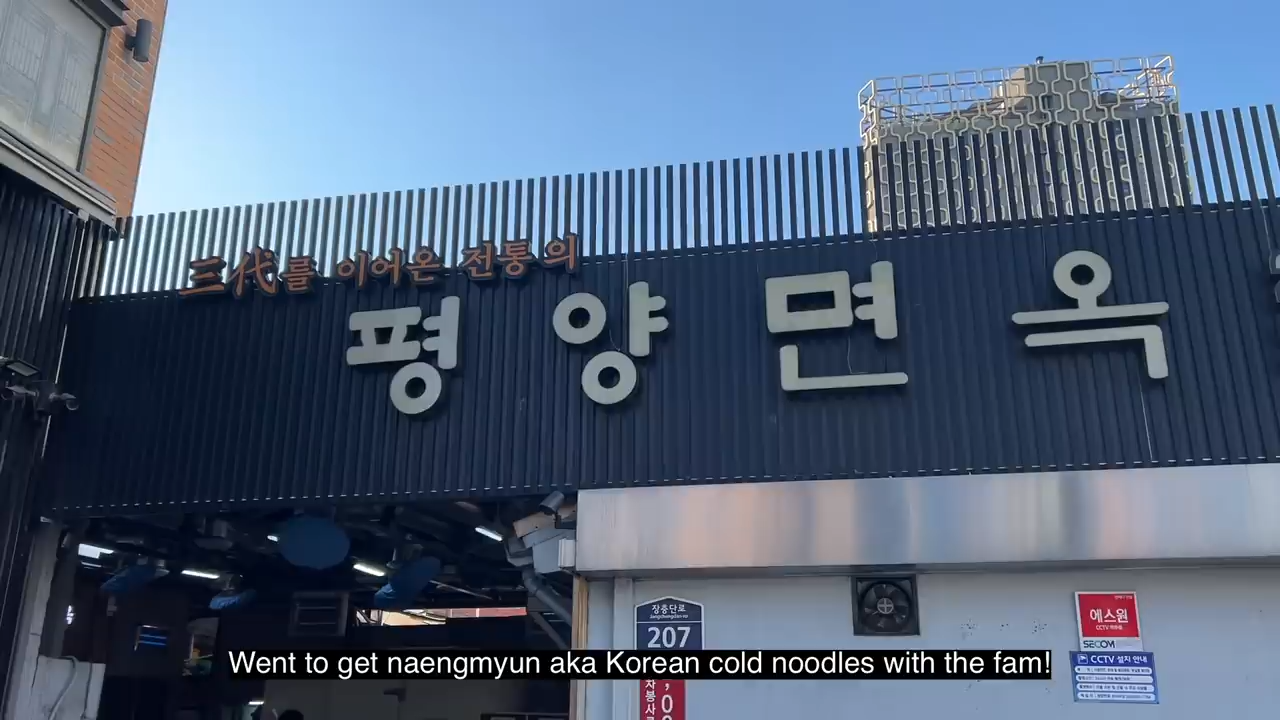 三代를 이어온 전통의
평양면옥
장충단로
Jangchungdan-ro
207
에스원
SECOM
CCTV 설치 안내
Went to get naengmyun aka Korean cold noodles with the fam!